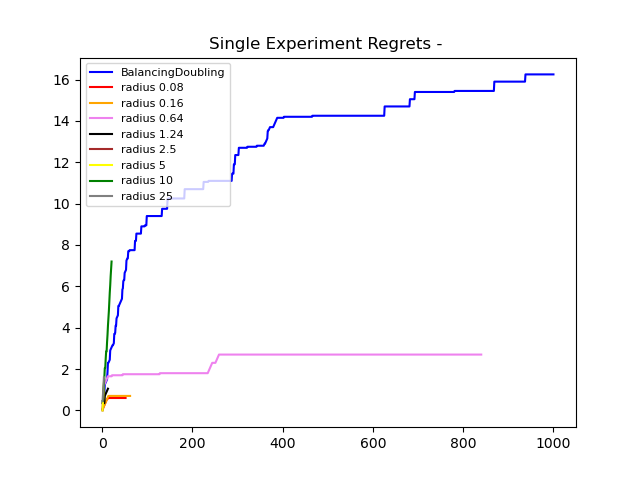 Single Experiment Regrets -
BalancingDoubling
radius 0.08
radius 0.16
radius 0.64
radius 1.24
radius 2.5
radius 5
radius 10
radius 25
16
14
12
10
8
6
4
2
0
0 200 400 600 800 1000